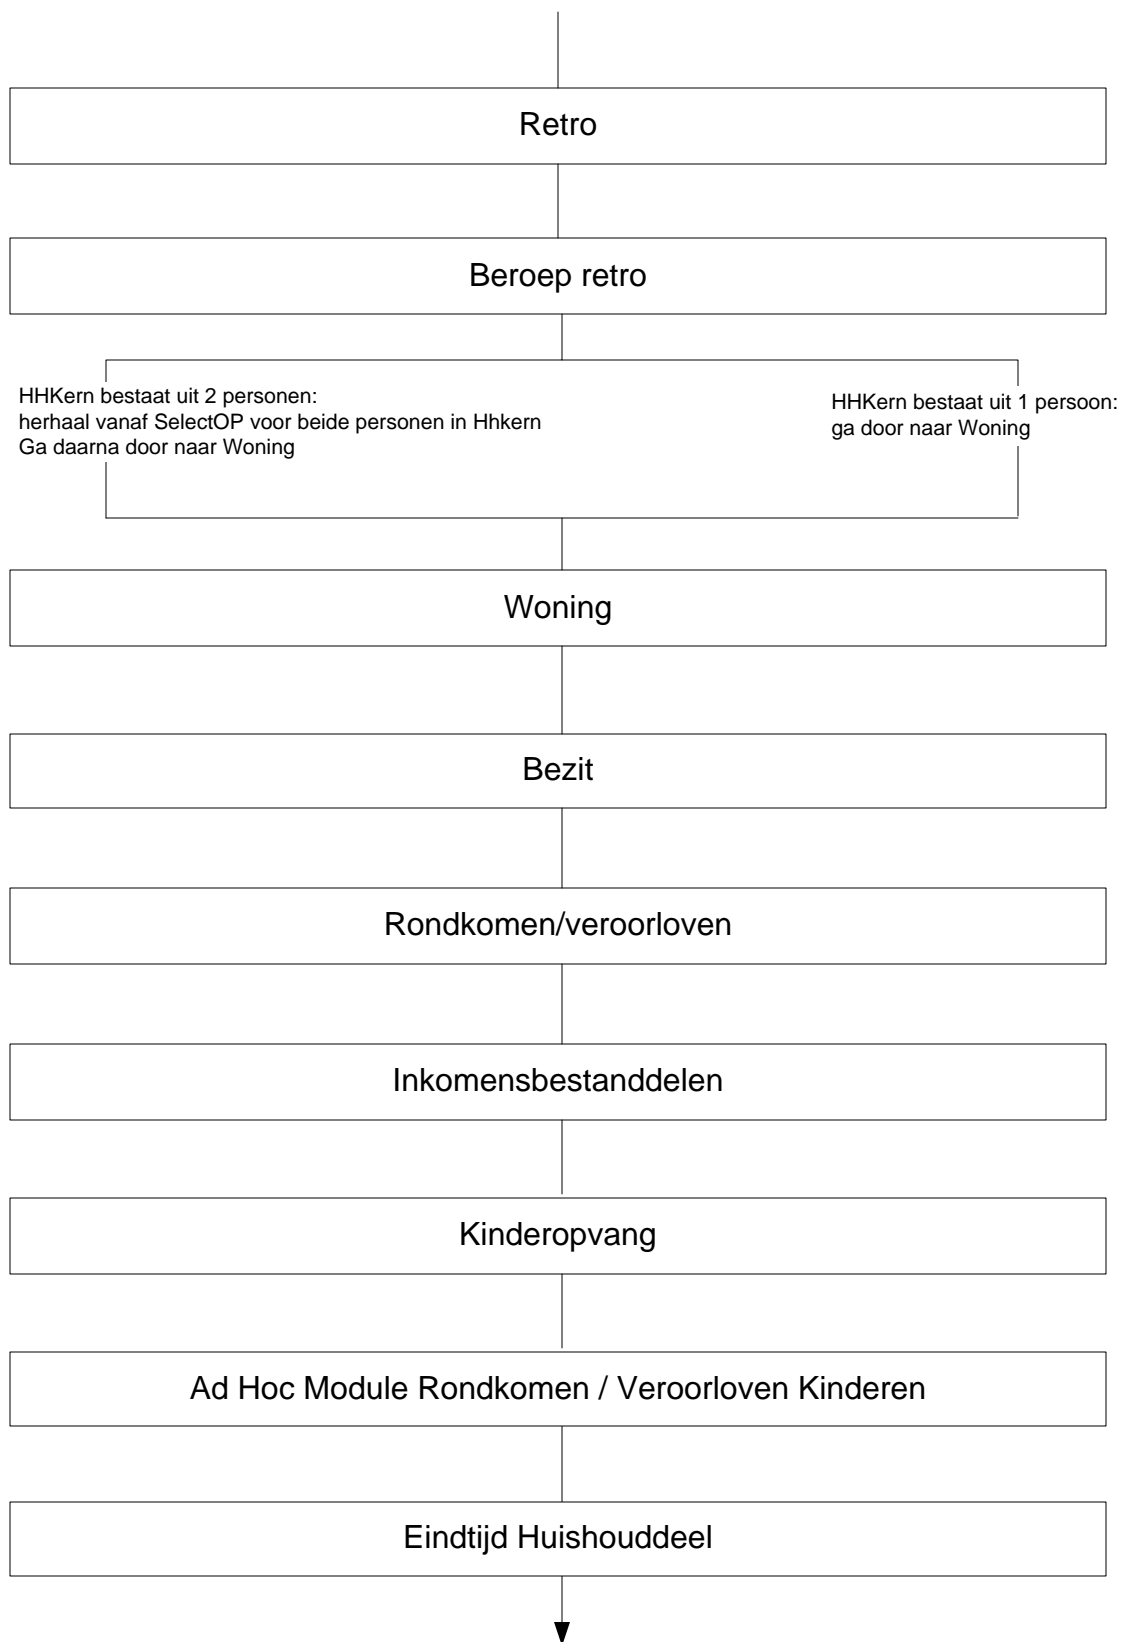 Retro
Beroep retro
HHKern bestaat uit 2 personen:
herhaal vanaf SelectOP voor beide personen in Hhkern
Ga daarna door naar Woning
HHKern bestaat uit 1 persoon:
ga door naar Woning
Woning
Bezit
Rondkomen/veroorloven
Inkomensbestanddelen
Kinderopvang
Ad Hoc Module Rondkomen / Veroorloven Kinderen
Eindtijd Huishouddeel